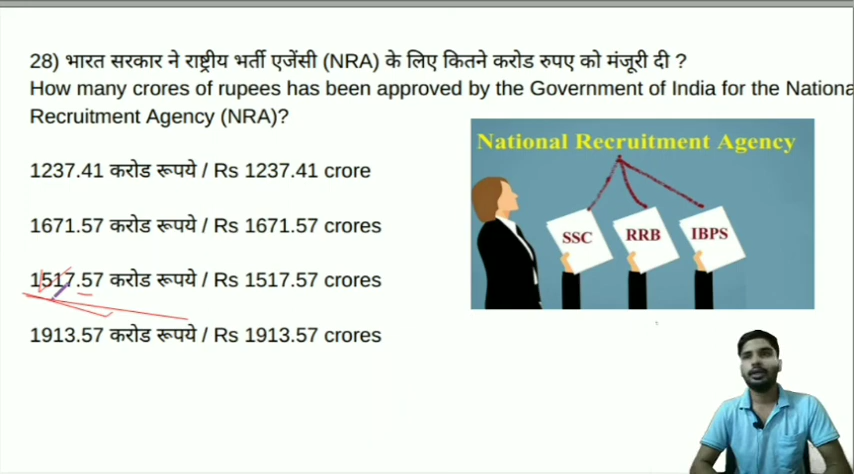 28) भारत सरकार ने राष्ट्रीय भर्ती एजेंसी (NRA) के लिए कितने करोड रुपए को मंजूरी दी ?
How many crores of rupees has been approved by the Government of India for the Nationa
Recruitment Agency (NRA)?
1237.41 करोड रूपये / Rs 1237.41 crore
1671.57 करोड रूपये / Rs 1671.57 crores
1517.57 करोड रूपये / Rs 1517.57 crores
1913.57 करोड रूपये / Rs 1913.57 crores
National Recruitment Agency
SSC
RRB
IBPS